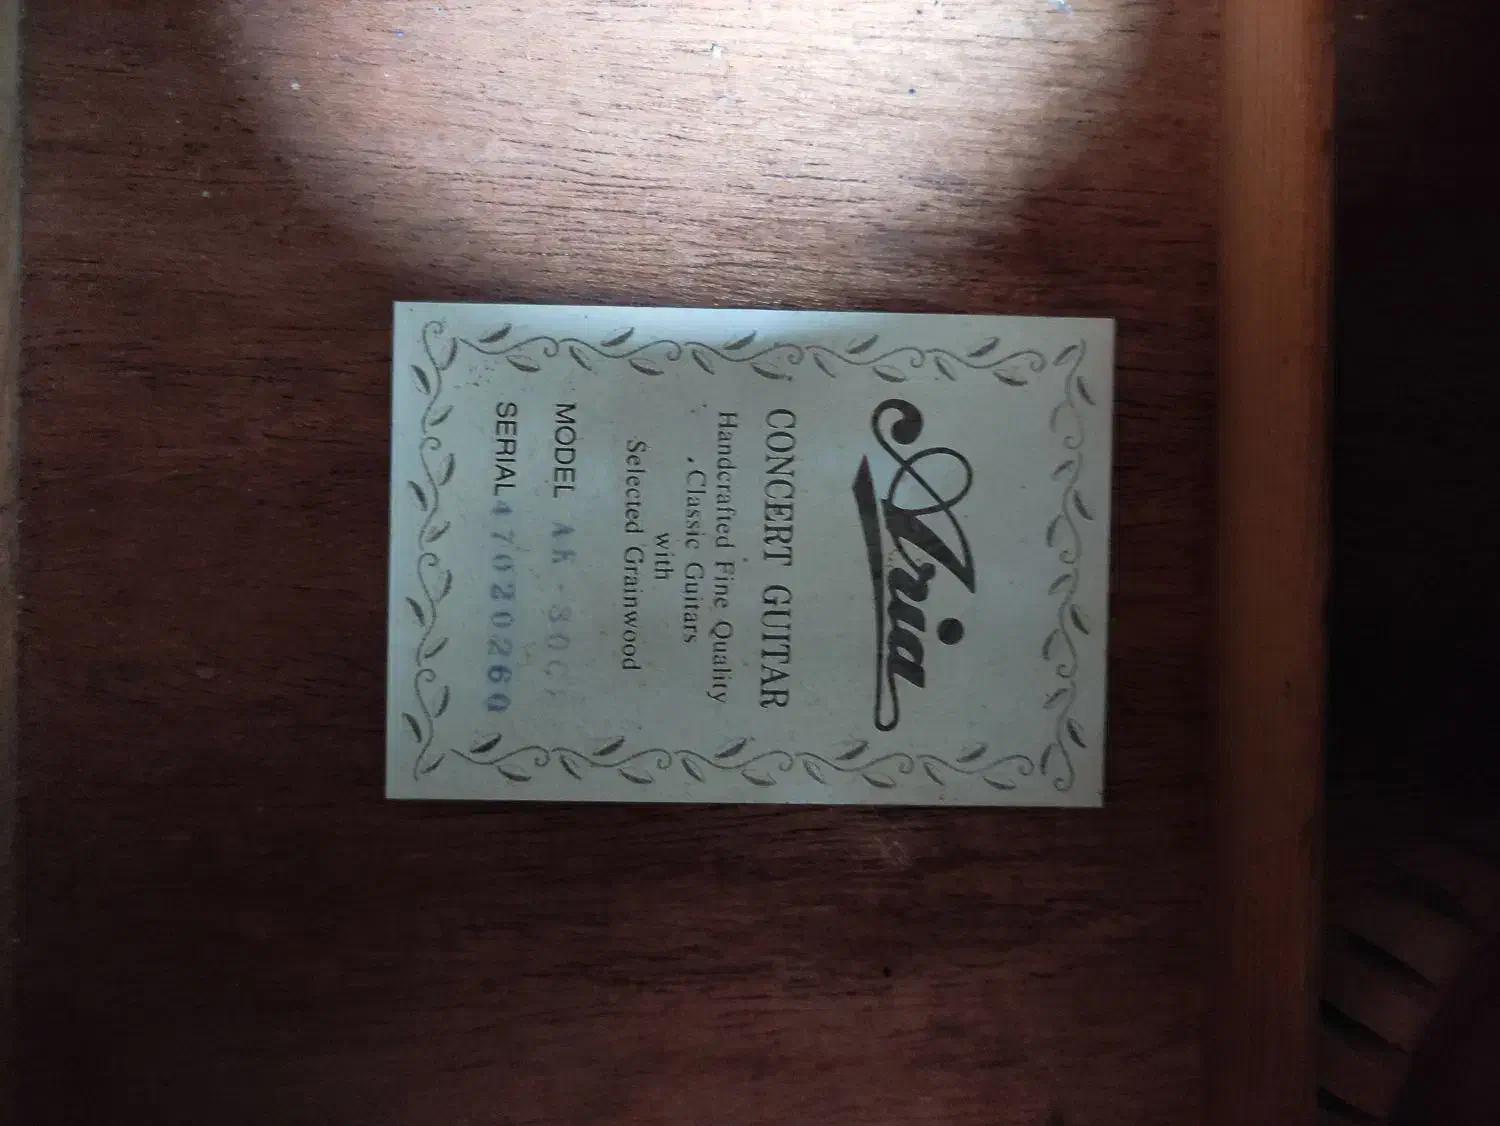 Aria
CONCERT GUITAR
Handcrafted Fine Quality
Classic Guitars
with
Selected Grainwood
MODEL
SERIAL 47020260